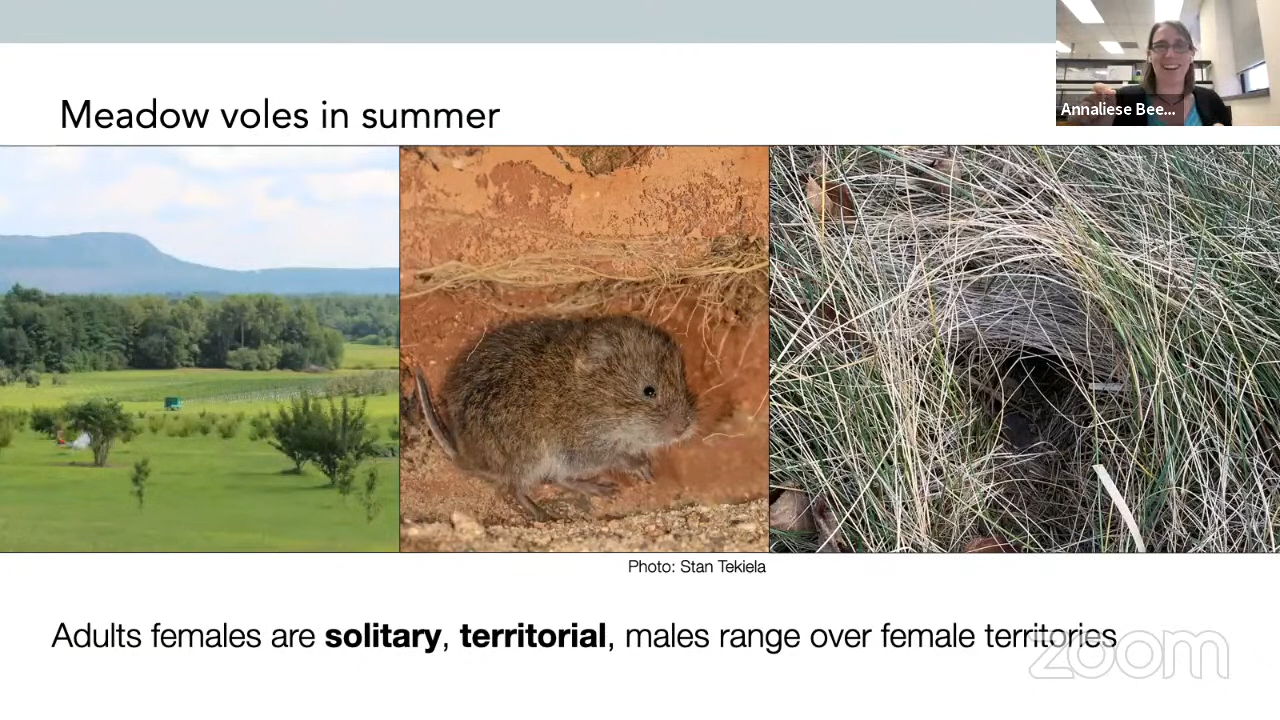 Annaliese Bee...
Meadow voles in summer
Photo: Stan Tekiela
Adults females are solitary, territorial, males range over female territories
zoom